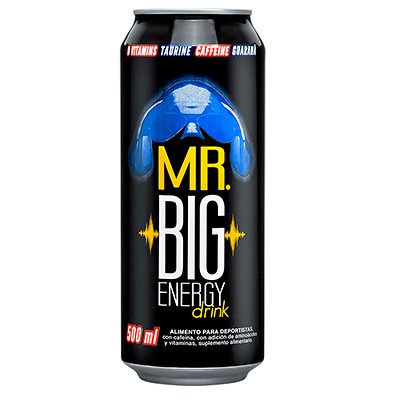 B VITAMINS TAURINE CAFFEINE GUARANÁ
MR.
BIG
ENERGY
drink
500 ml
ALIMENTO PARA DEPORTISTAS,
con cafeína, con adición de aminoácidos
y vitaminas, suplemento alimentario.